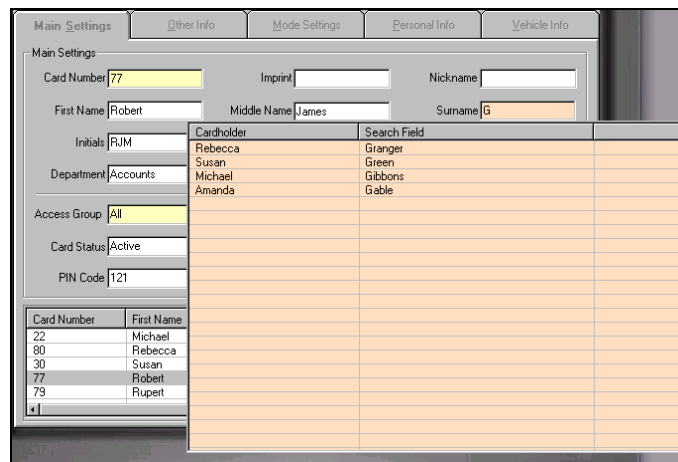 Main Settings Other Info Mode Settings Personal Info Vehicle Info
Main Settings
Card Number 77 Imprint Nickname
First Name Robert Middle Name James Surname G
Initials RJM
Department Accounts
Access Group All
Card Status Active
PIN Code 121
Cardholder Search Field
Rebecca Granger
Susan Green
Michael Gibbons
Amanda Gable
Card Number First Name
22 Michael
80 Rebecca
30 Susan
77 Robert
79 Rupert